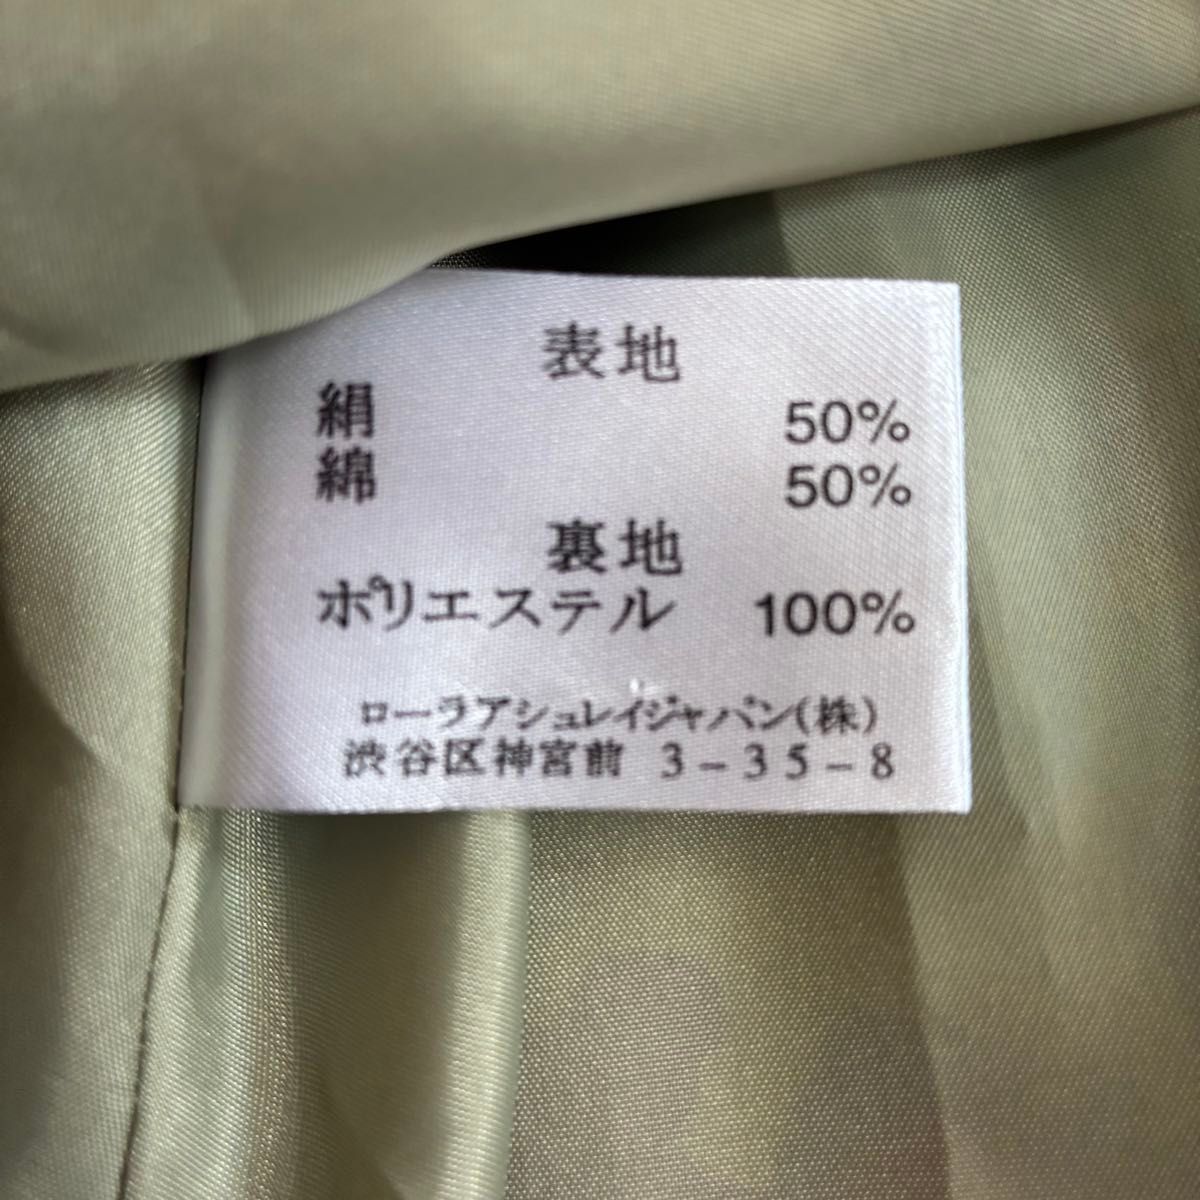 表地
絹 50%
綿 50%
裏地
ポリエステル 100%
ローラアシュレイジャパン(株)
渋谷区神宮前 3-35-8